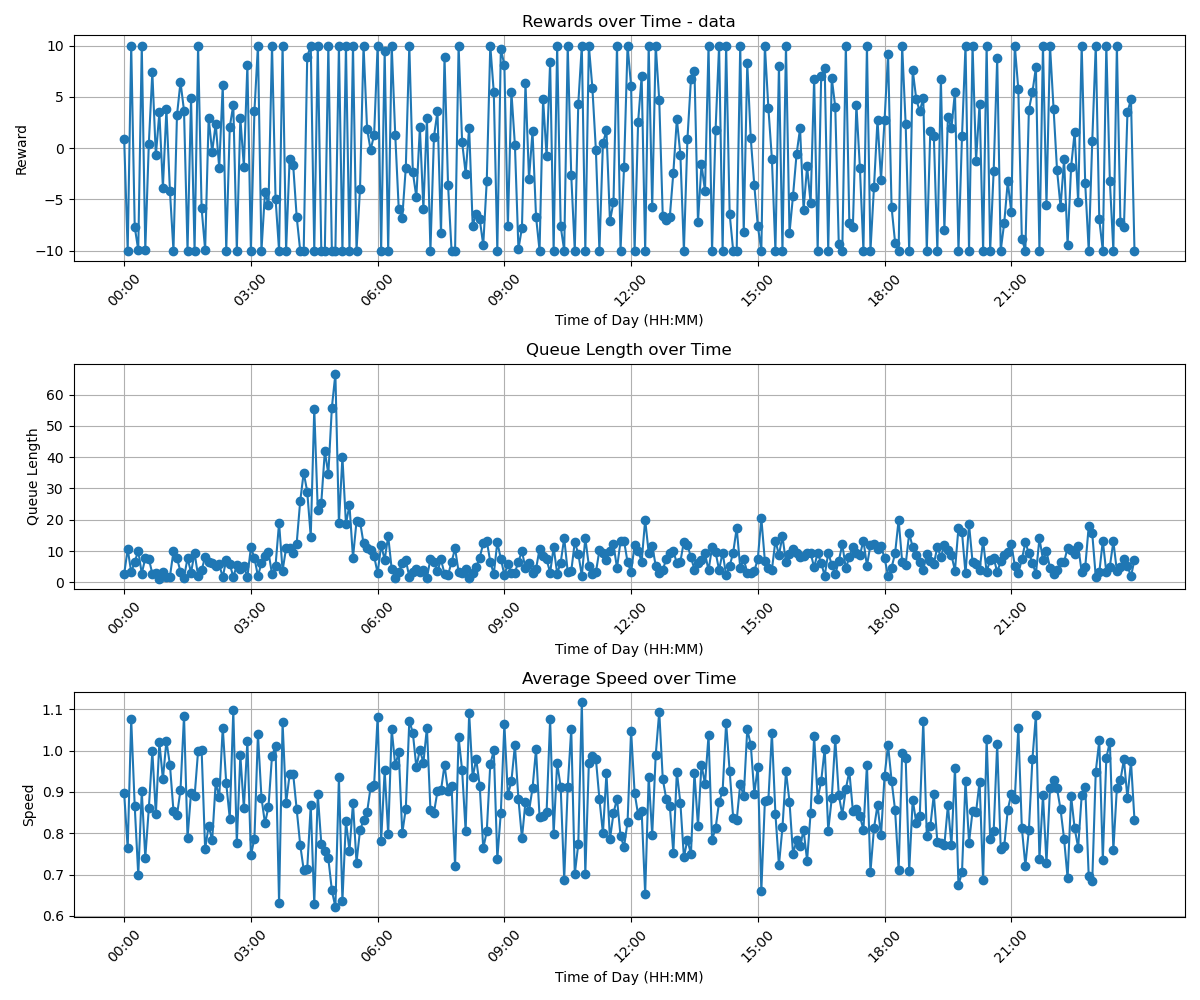 Rewards over Time - data
Reward
10
5
0
−5
−10
00:00 03:00 06:00 09:00 12:00 15:00 18:00 21:00
Time of Day (HH:MM)
Queue Length over Time
Queue Length
60
50
40
30
20
10
0
00:00 03:00 06:00 09:00 12:00 15:00 18:00 21:00
Time of Day (HH:MM)
Average Speed over Time
Speed
1.1
1.0
0.9
0.8
0.7
0.6
00:00 03:00 06:00 09:00 12:00 15:00 18:00 21:00
Time of Day (HH:MM)